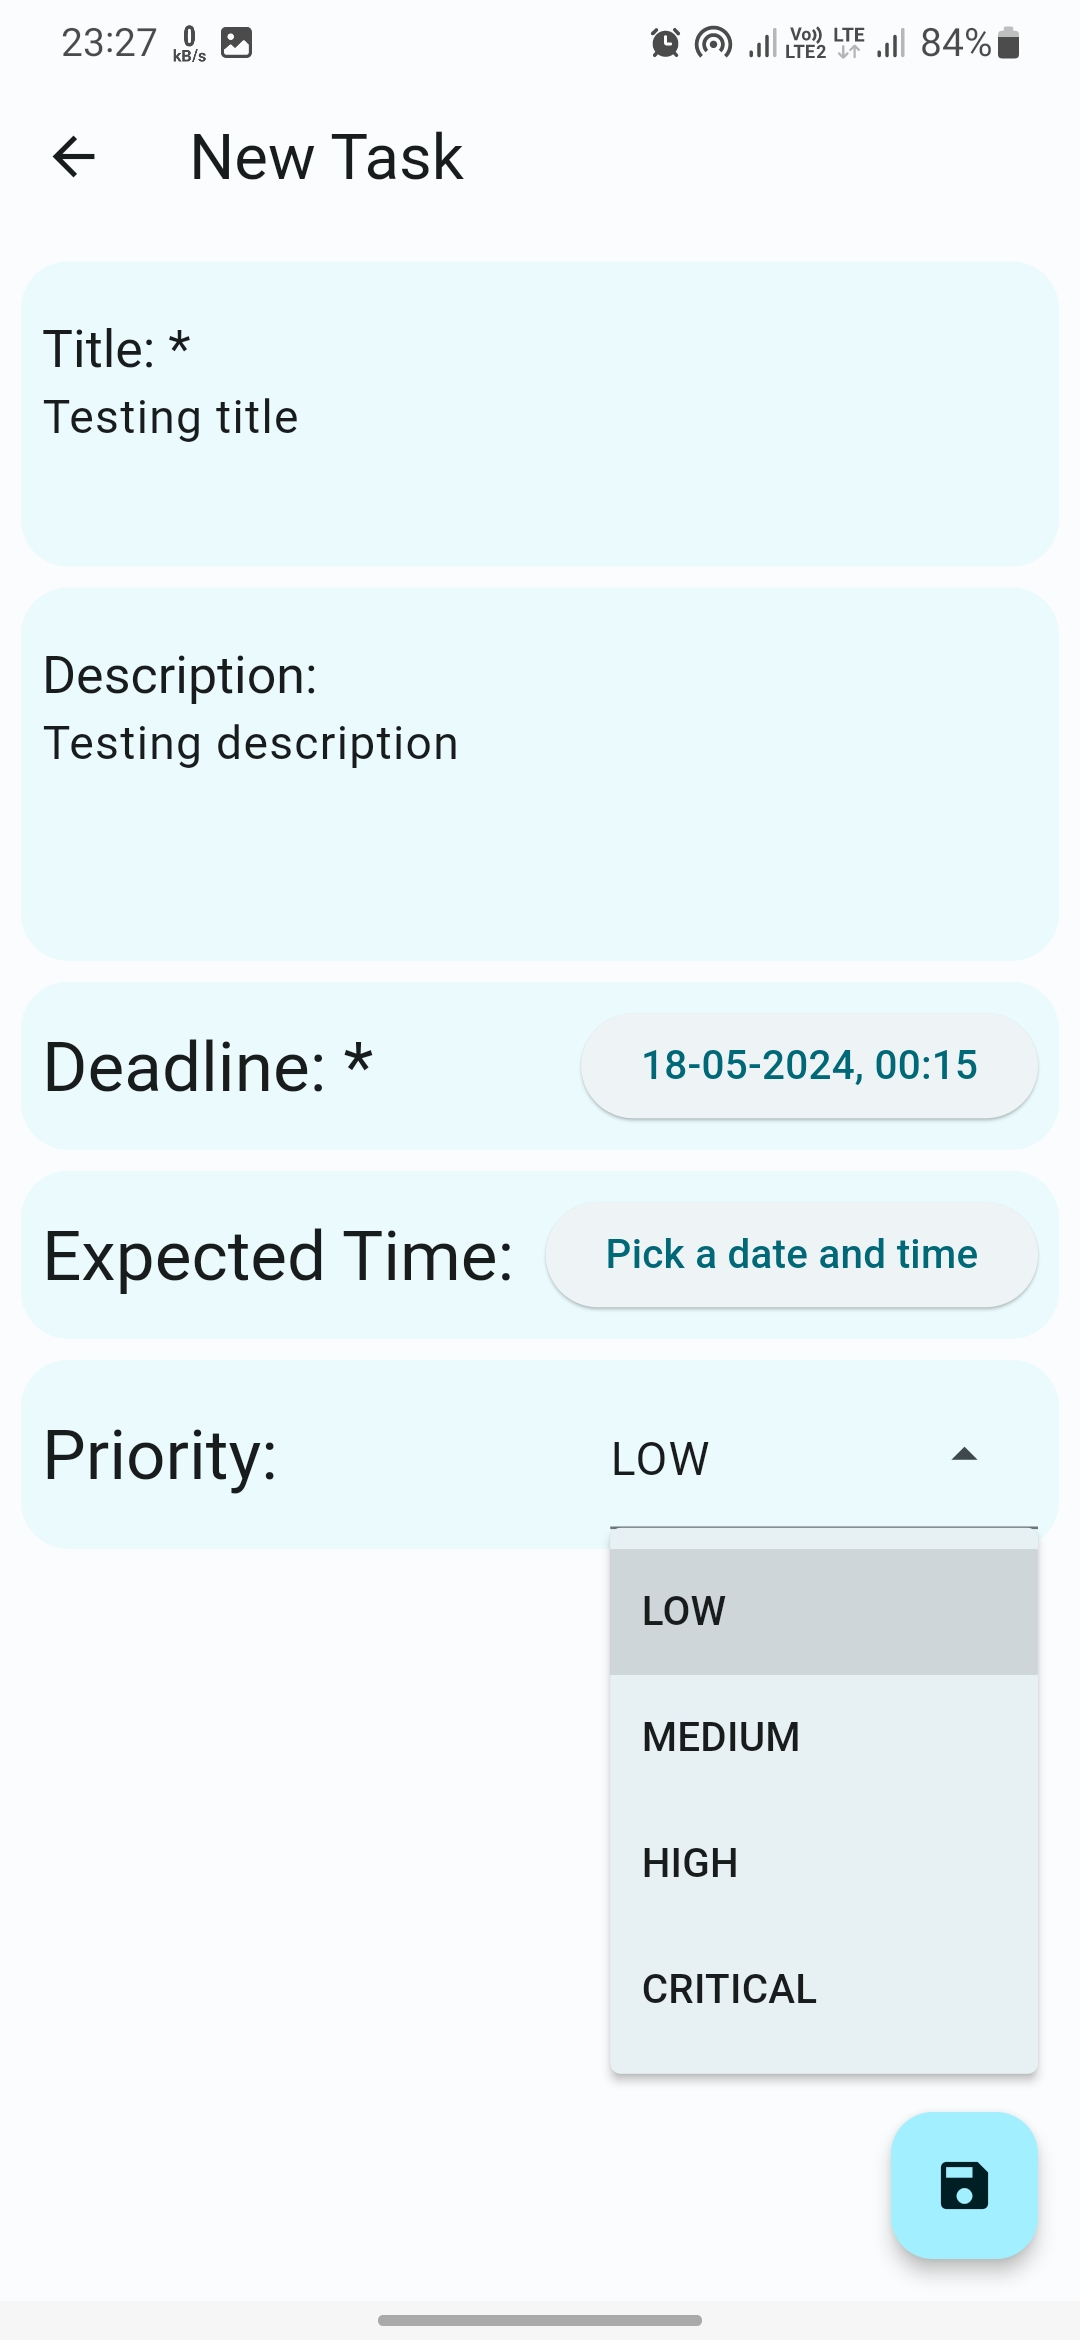 23:27 0 kB/s Vo)) LTE2 LTE 84%
New Task
Title: *
Testing title
Description:
Testing description
Deadline: * 18-05-2024, 00:15
Expected Time: Pick a date and time
Priority: LOW
LOW
MEDIUM
HIGH
CRITICAL